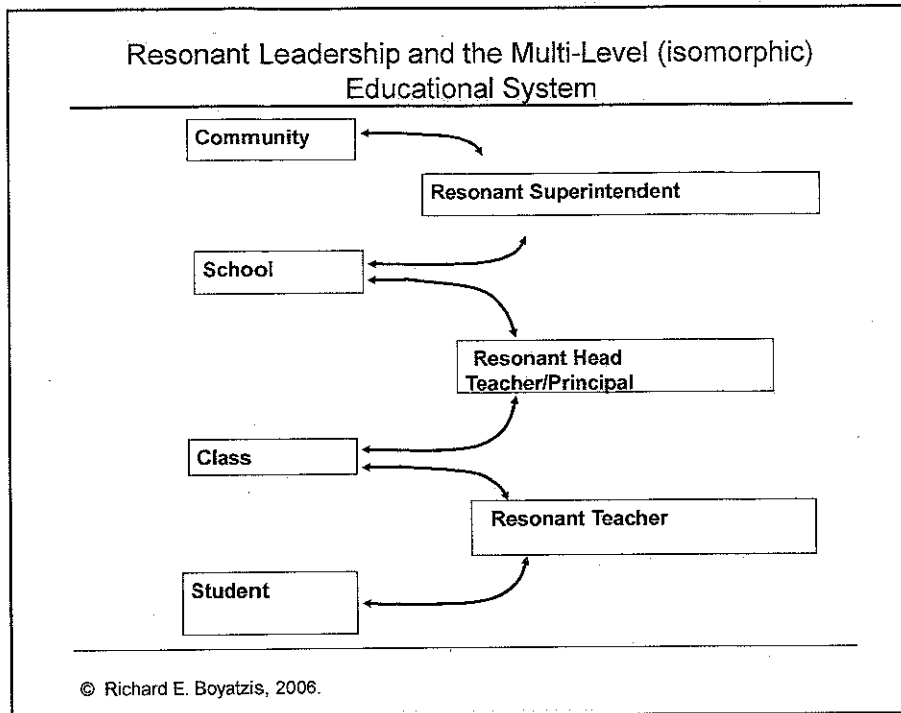 Resonant Leadership and the Multi-Level (isomorphic)
Educational System
Community
Resonant Superintendent
School
Resonant Head
Teacher/Principal
Class
Resonant Teacher
Student
© Richard E. Boyatzis, 2006.